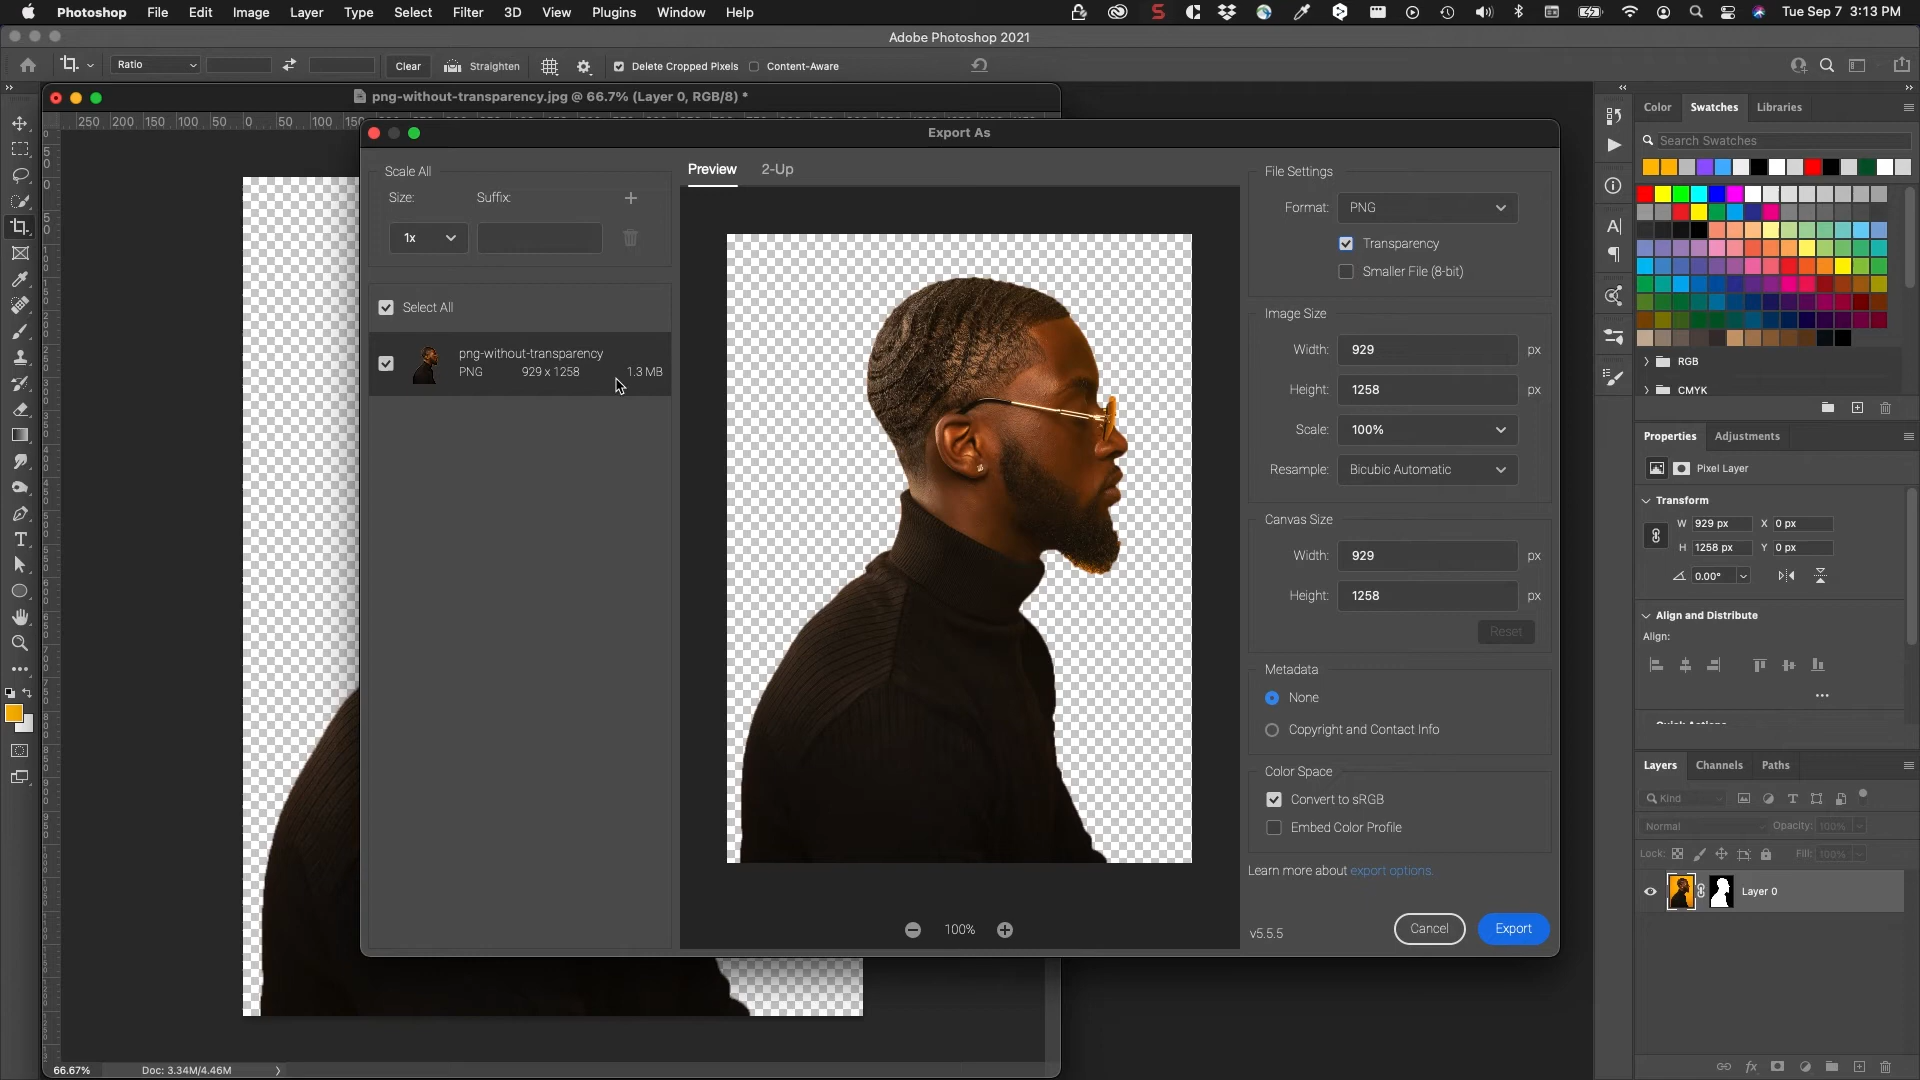 Photoshop File Edit Image Layer Type Select Filter 3D View Plugins Window Help Tue Sep 7 3:13 PM
Adobe Photoshop 2021
Ratio Clear Straighten Delete Cropped Pixels Content-Aware
png-without-transparency.jpg @ 66.7% (Layer 0, RGB/8) *
250 200 150 100 50 0 50 100 150
Export As
Color Swatches Libraries
Search Swatches
Scale All
Size: Suffix:
1x
Select All
png-without-transparency
PNG 929 x 1258 1.3 MB
Preview 2-Up
100%
File Settings
Format: PNG
Transparency
Smaller File (8-bit)
Image Size
Width: 929 px
Height: 1258 px
Scale: 100%
Resample: Bicubic Automatic
Canvas Size
Width: 929 px
Height: 1258 px
Reset
Metadata
None
Copyright and Contact Info
Color Space
Convert to sRGB
Embed Color Profile
Learn more about export options.
v5.5.5 Cancel Export
RGB
CMYK
Properties Adjustments
Pixel Layer
Transform
W 929 px X 0 px
H 1258 px Y 0 px
0.00°
Align and Distribute
Align:
Quick Actions
Layers Channels Paths
Kind
Normal Opacity: 100%
Lock: Fill: 100%
Layer 0
66.67% Doc: 3.34M/4.46M